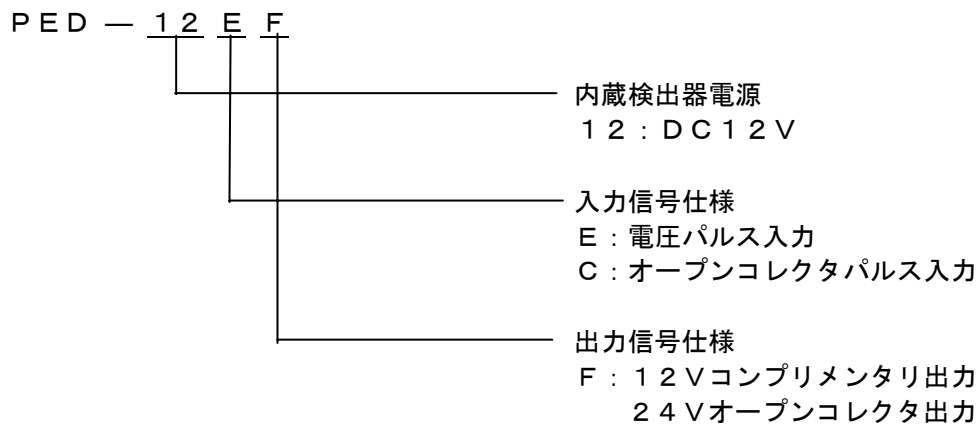 ＰＥＤ―１２ＥＦ
内蔵検出器電源
１２：ＤＣ１２Ｖ
入力信号仕様
Ｅ：電圧パルス入力
Ｃ：オープンコレクタパルス入力
出力信号仕様
Ｆ：１２Ｖコンプリメンタリ出力
２４Ｖオープンコレクタ出力